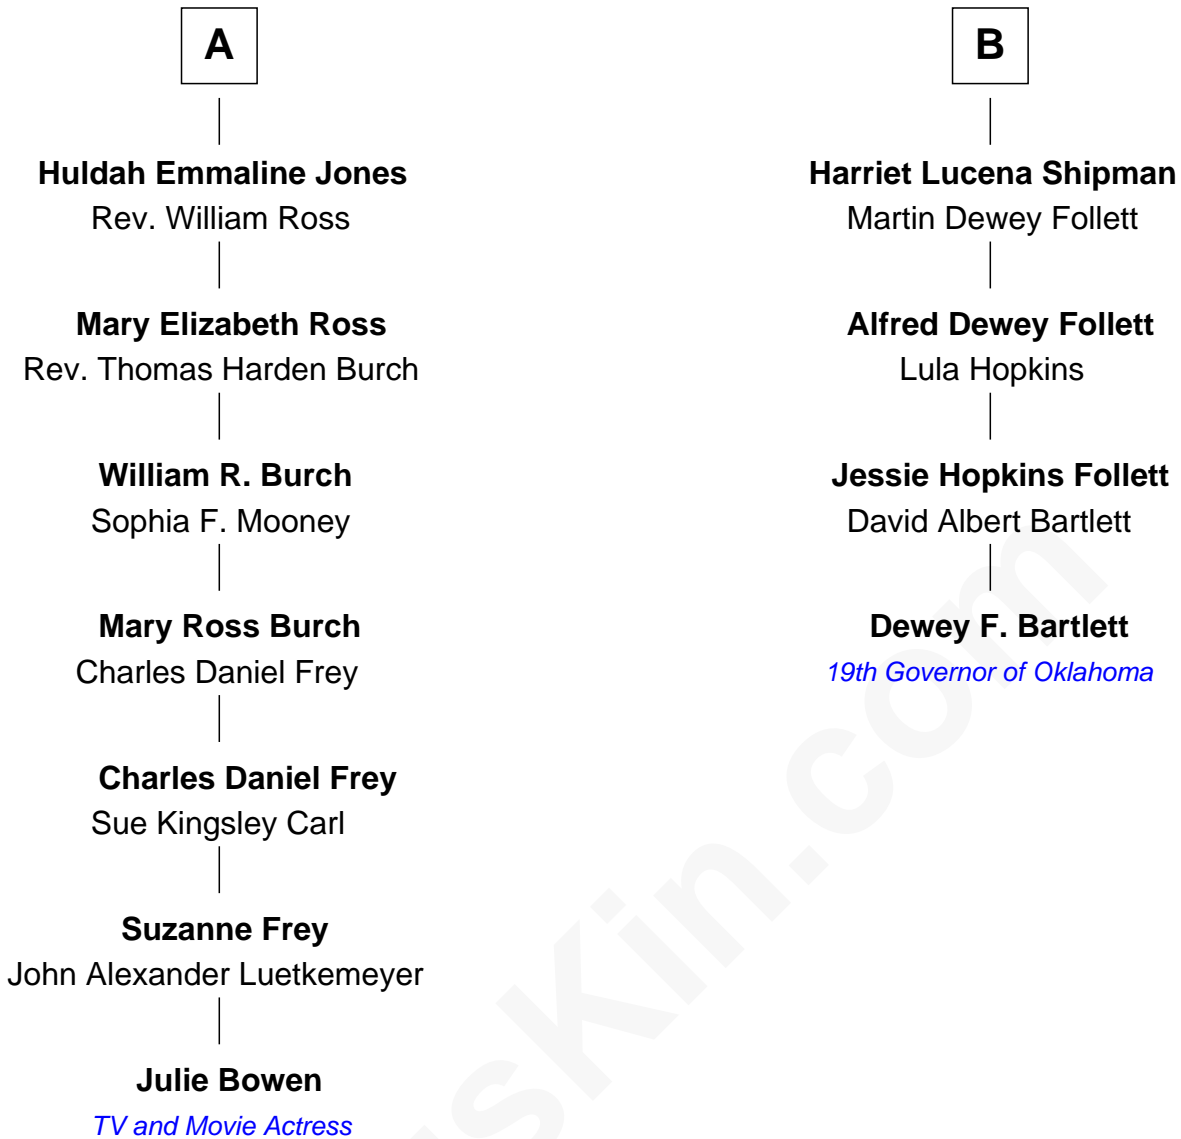 A
Huldah Emmaline Jones
Rev. William Ross
Mary Elizabeth Ross
Rev. Thomas Harden Burch
William R. Burch
Sophia F. Mooney
Mary Ross Burch
Charles Daniel Frey
Charles Daniel Frey
Sue Kingsley Carl
Suzanne Frey
John Alexander Luetkemeyer
Julie Bowen
TV and Movie Actress
B
Harriet Lucena Shipman
Martin Dewey Follett
Alfred Dewey Follett
Lula Hopkins
Jessie Hopkins Follett
David Albert Bartlett
Dewey F. Bartlett
19th Governor of Oklahoma
sKin.com